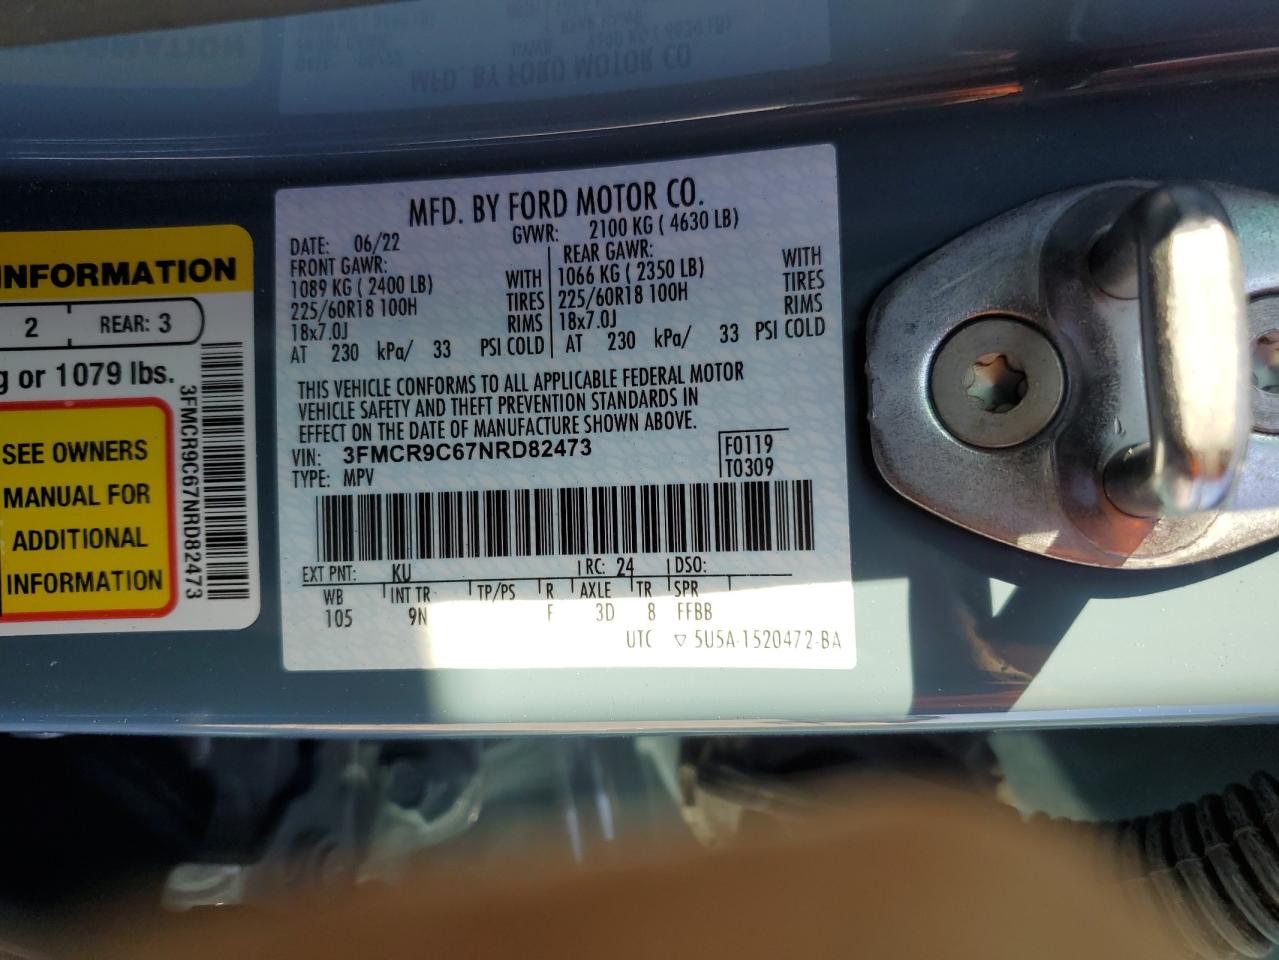 INFORMATION
2 REAR: 3
g or 1079 lbs.
SEE OWNERS
MANUAL FOR
ADDITIONAL
INFORMATION
3FMCR9C67NRD82473
MFD. BY FORD MOTOR CO.
DATE: 06/22 GVWR: 2100 KG ( 4630 LB)
FRONT GAWR: REAR GAWR:
1089 KG ( 2400 LB) WITH 1066 KG ( 2350 LB) WITH
225/60R18 100H TIRES 225/60R18 100H TIRES
18x7.0J RIMS 18x7.0J RIMS
AT 230 kPa/ 33 PSI COLD AT 230 kPa/ 33 PSI COLD
THIS VEHICLE CONFORMS TO ALL APPLICABLE FEDERAL MOTOR
VEHICLE SAFETY AND THEFT PREVENTION STANDARDS IN
EFFECT ON THE DATE OF MANUFACTURE SHOWN ABOVE.
VIN: 3FMCR9C67NRD82473 F0119
TYPE: MPV T0309
EXT PNT: KU RC: 24 DSO:
WB INT TR TP/PS R AXLE TR SPR
105 9N F 3D 8 FFBB
UTC ▽ 5U5A-1520472-BA